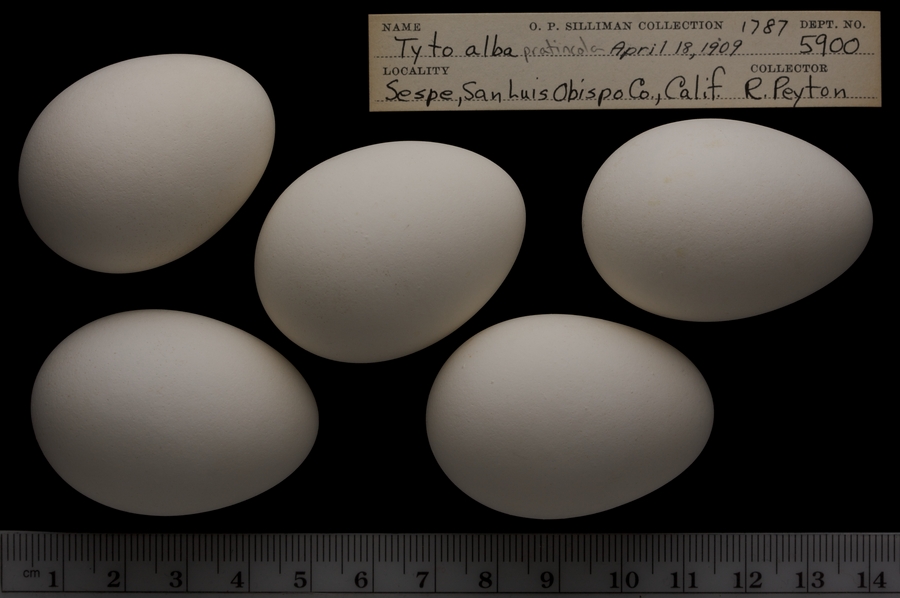 NAME O. P. SILLIMAN COLLECTION 1787 DEPT. NO.
Tyto alba pratincola April 18, 1909 5900
LOCALITY COLLECTOR
Sespe, San Luis Obispo Co., Calif. R. Peyton
cm 1 2 3 4 5 6 7 8 9 10 11 12 13 14